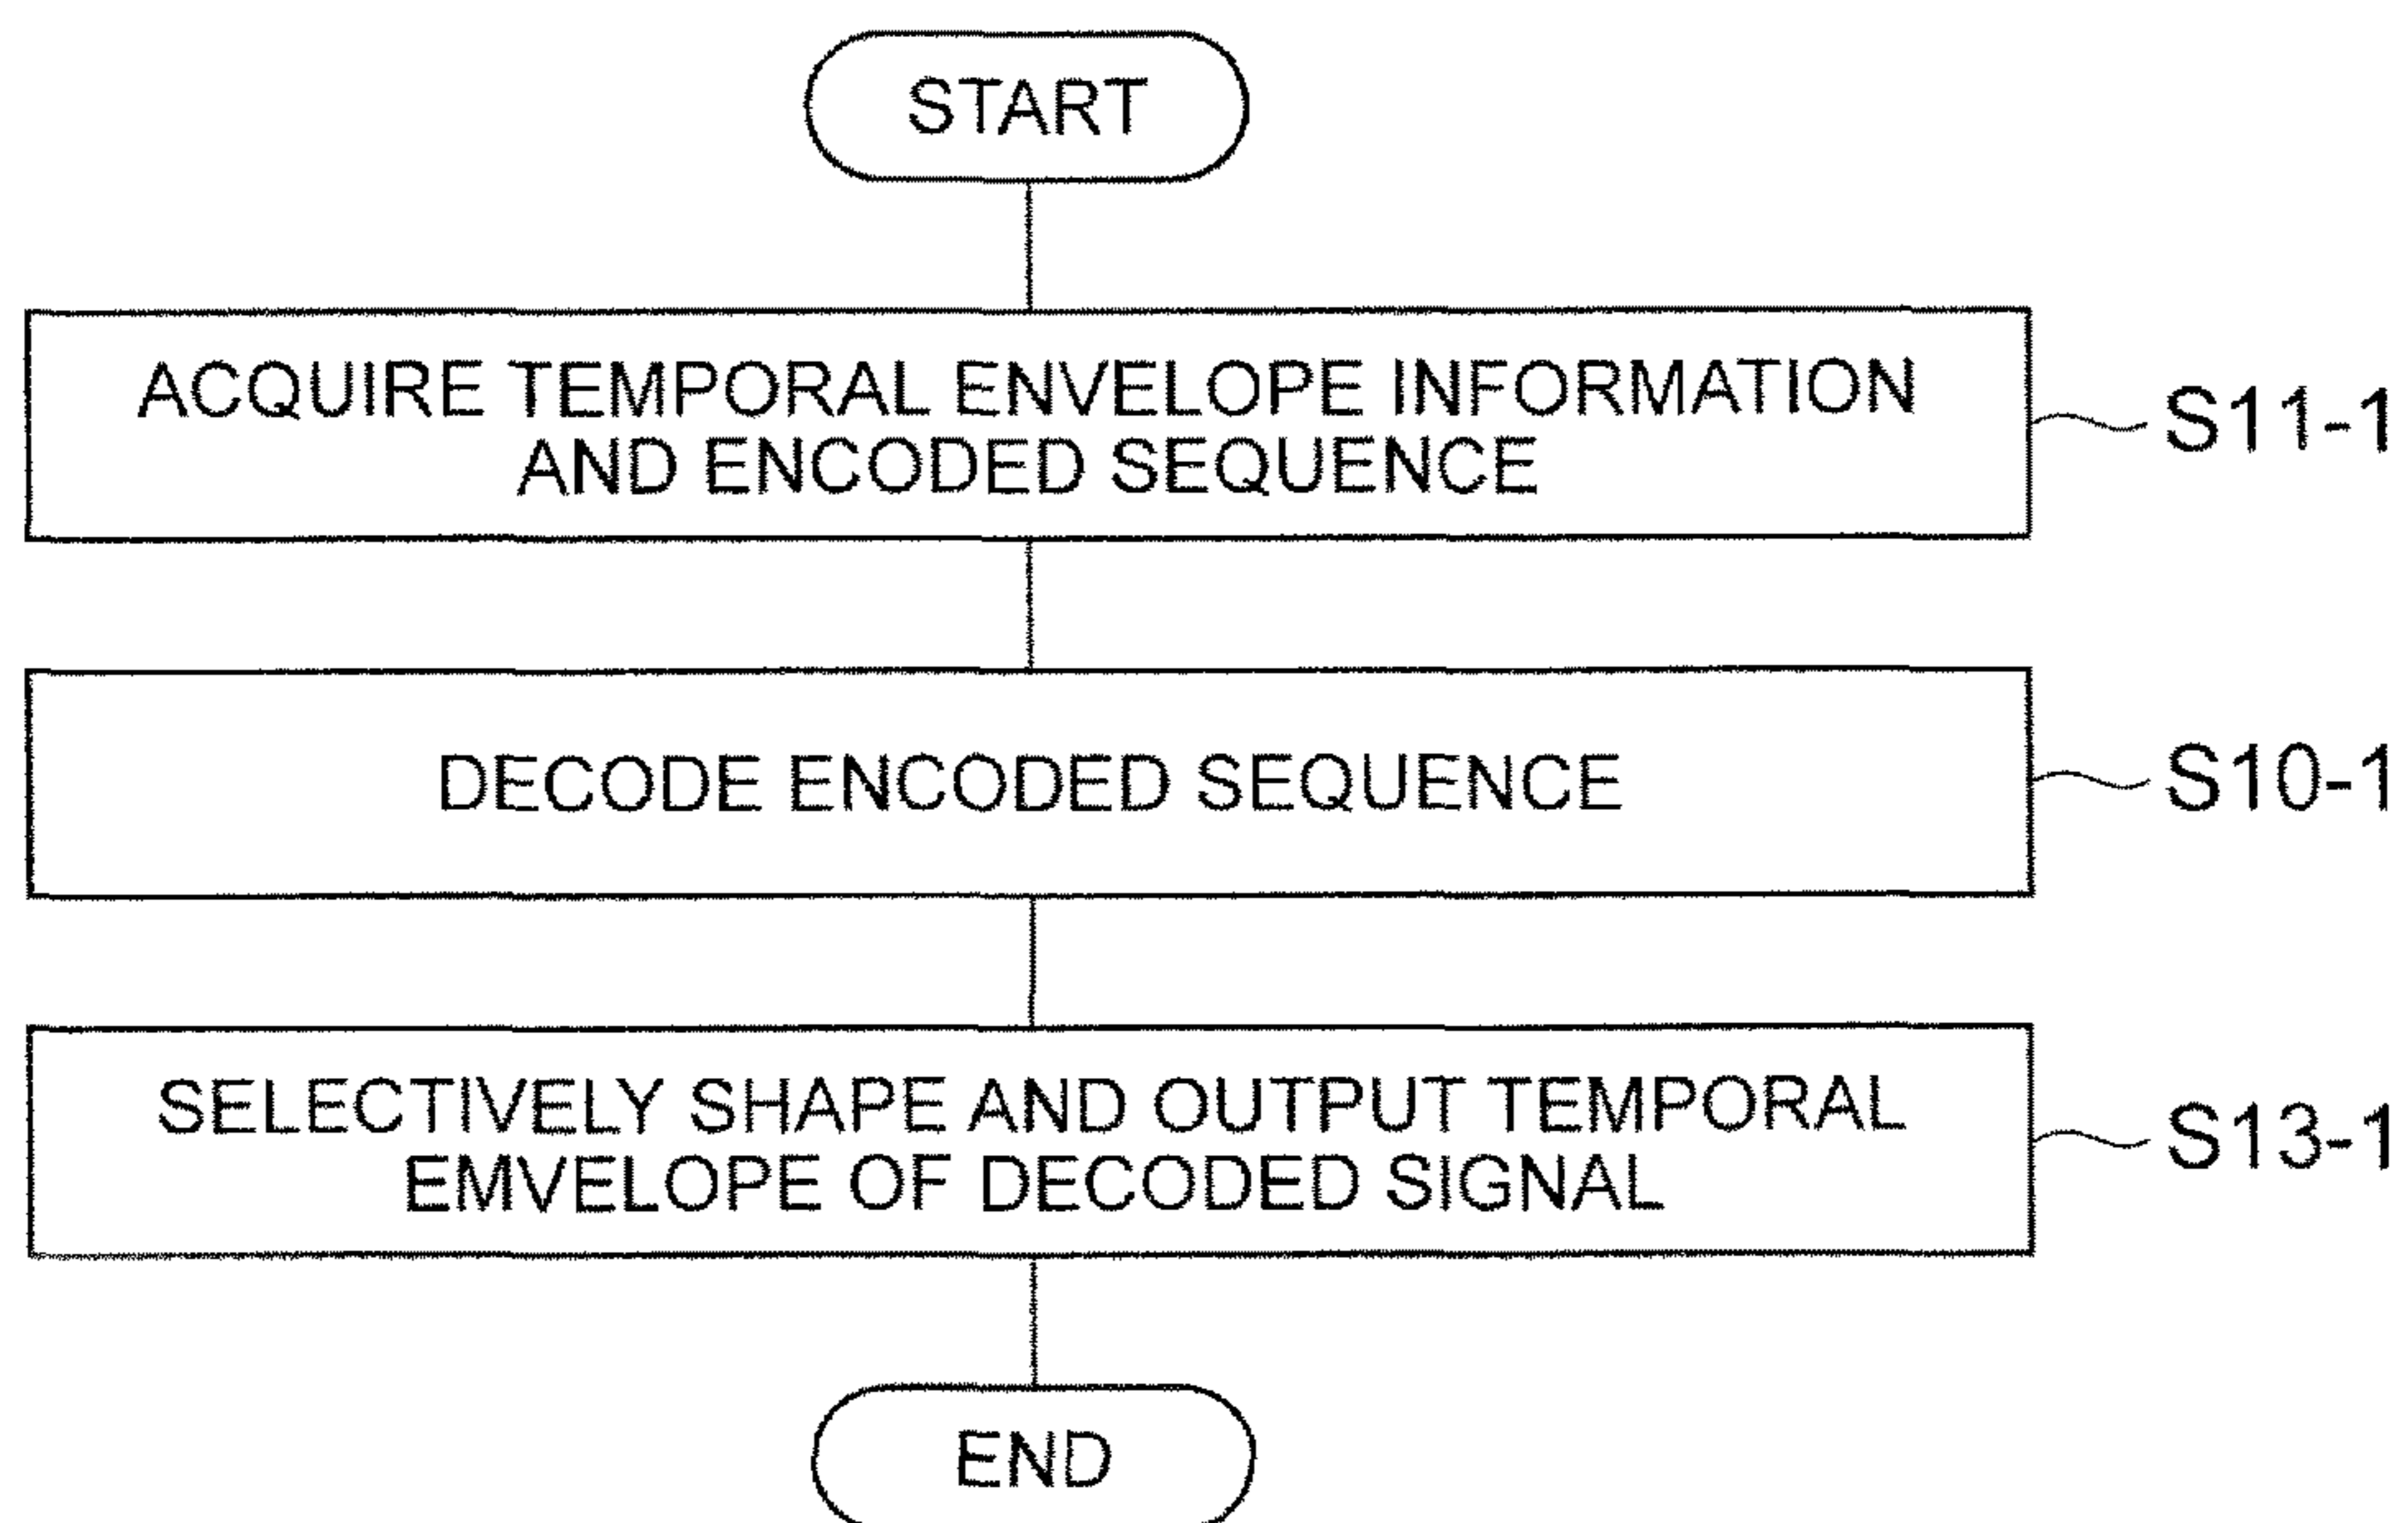 START
ACQUIRE TEMPORAL ENVELOPE INFORMATION
AND ENCODED SEQUENCE
S11-1
DECODE ENCODED SEQUENCE
S10-1
SELECTIVELY SHAPE AND OUTPUT TEMPORAL
EMVELOPE OF DECODED SIGNAL
S13-1
END